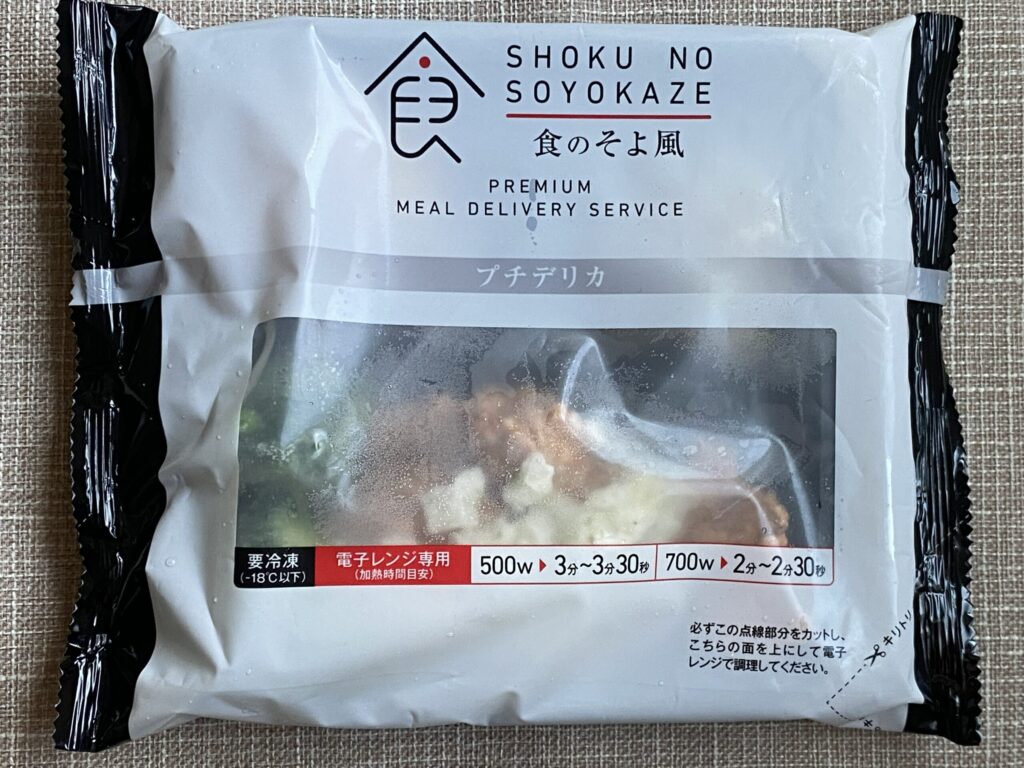 食
SHOKU NO
SOYOKAZE
食のそよ風
PREMIUM
MEAL DELIVERY SERVICE
プチデリカ
要冷凍
(-18℃以下)
電子レンジ専用
(加熱時間目安)
500W ▶ 3分~3分30秒
700W ▶ 2分~2分30秒
必ずこの点線部分をカットし、
こちらの面を上にして電子
レンジで調理してください。
キリトリ